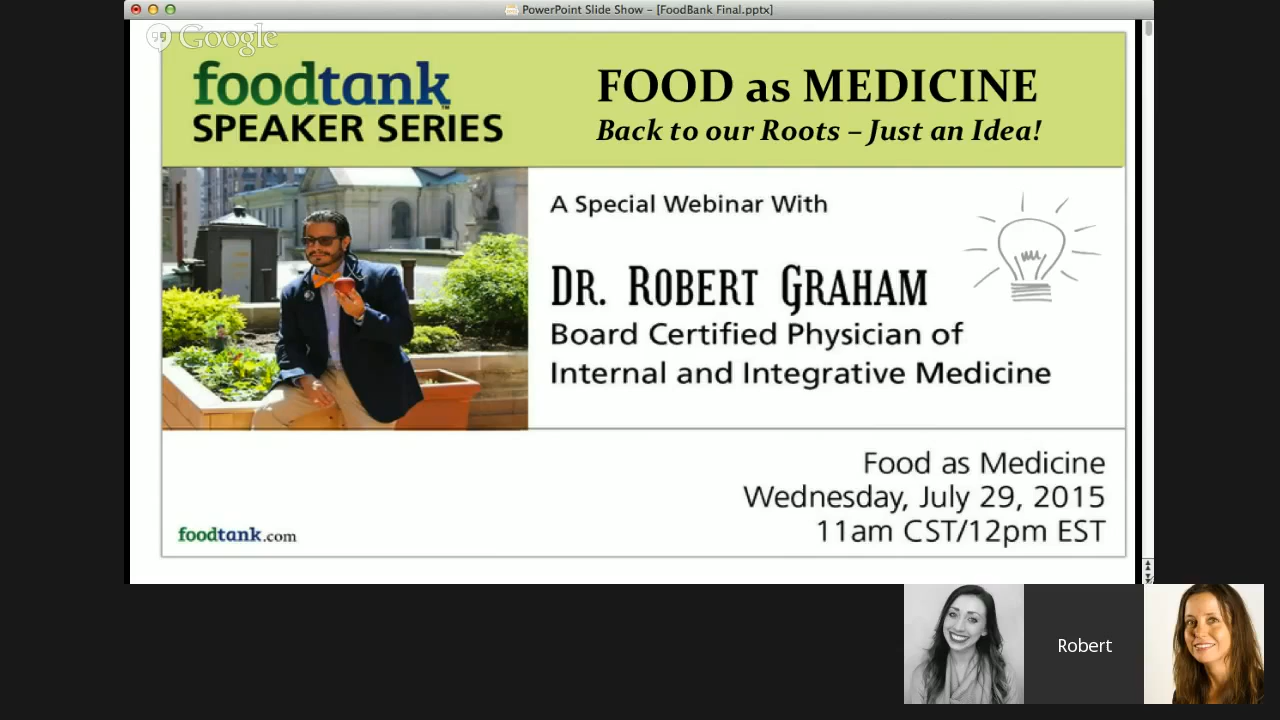 PowerPoint Slide Show – [FoodBank Final.pptx]
Google
foodtank™
SPEAKER SERIES
FOOD as MEDICINE
Back to our Roots – Just an Idea!
A Special Webinar With
DR. ROBERT GRAHAM
Board Certified Physician of
Internal and Integrative Medicine
Food as Medicine
Wednesday, July 29, 2015
11am CST/12pm EST
foodtank.com
Robert